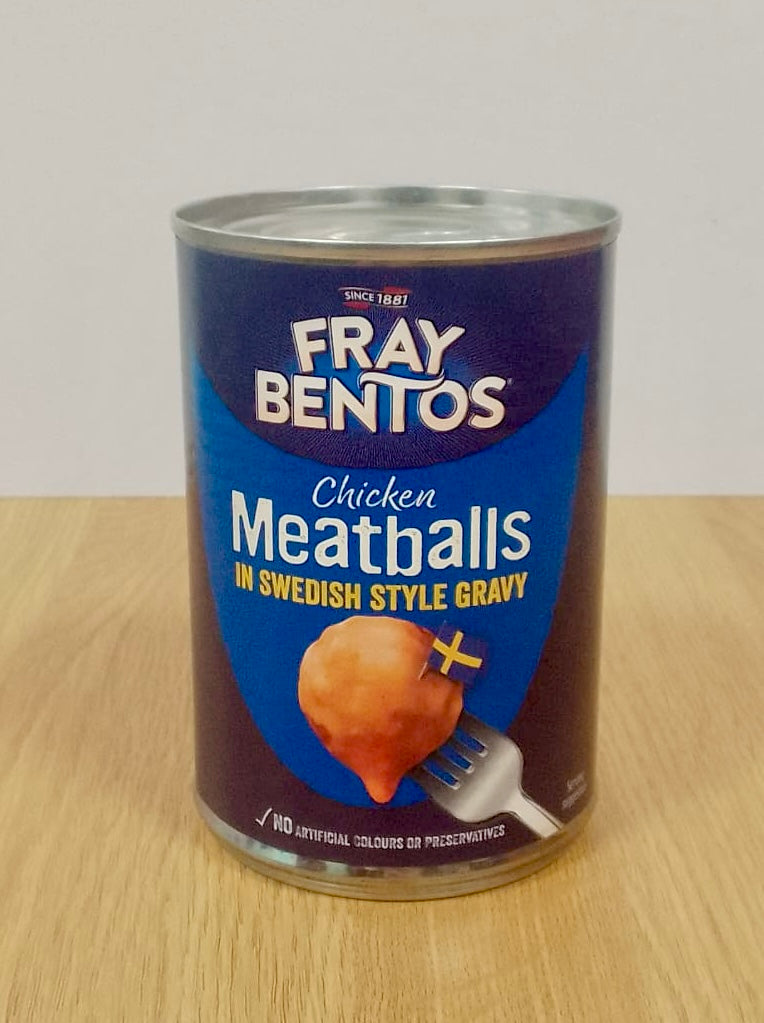 SINCE 1881
FRAY
BENTOS
Chicken
Meatballs
IN SWEDISH STYLE GRAVY
NO ARTIFICIAL COLOURS OR PRESERVATIVES